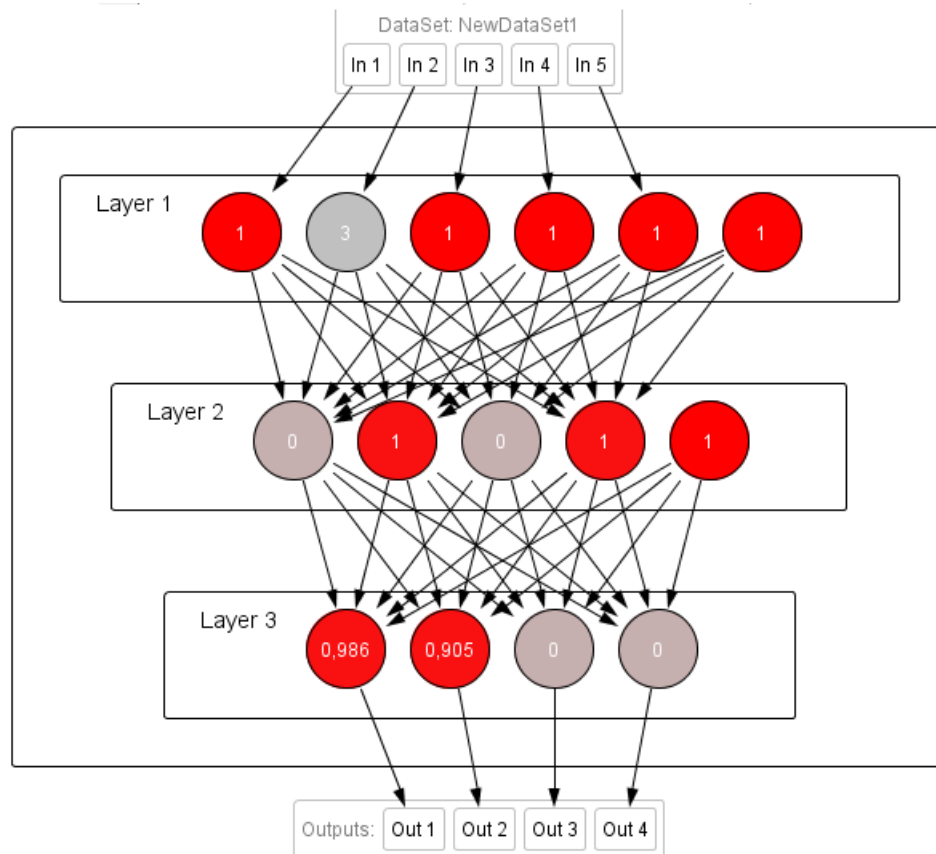 DataSet: NewDataSet1
In 1 In 2 In 3 In 4 In 5
Layer 1
1 3 1 1 1 1
Layer 2
0 1 0 1 1
Layer 3
0,986 0,905 0 0
Outputs: Out 1 Out 2 Out 3 Out 4